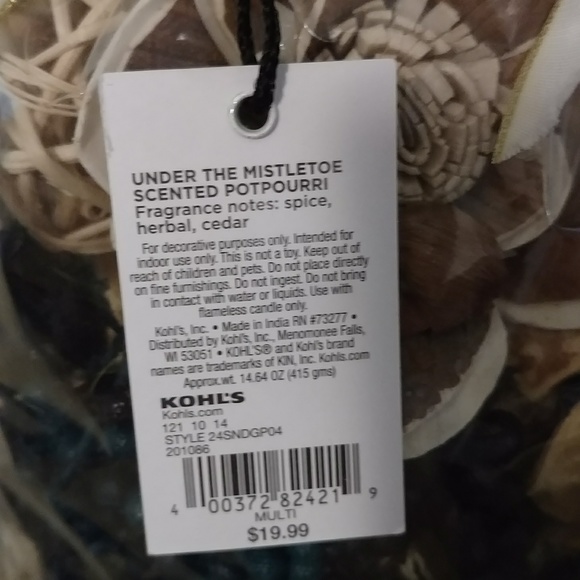 UNDER THE MISTLETOE
SCENTED POTPOURRI
Fragrance notes: spice,
herbal, cedar
For decorative purposes only. Intended for
indoor use only. This is not a toy. Keep out of
reach of children and pets. Do not place directly
on fine furnishings. Do not ingest. Do not bring
in contact with water or liquids. Use with
flameless candle only.
Kohl's, Inc. • Made in India RN #73277 •
Distributed by Kohl's, Inc., Menomonee Falls,
WI 53051 • KOHL'S® and Kohl's brand
names are trademarks of KIN, Inc. Kohls.com
Approx.wt. 14.64 OZ (415 gms)
KOHL'S
Kohls.com
121 10 14
STYLE 24SNDGP04
201086
4 00372 82421 9
MULTI
$19.99